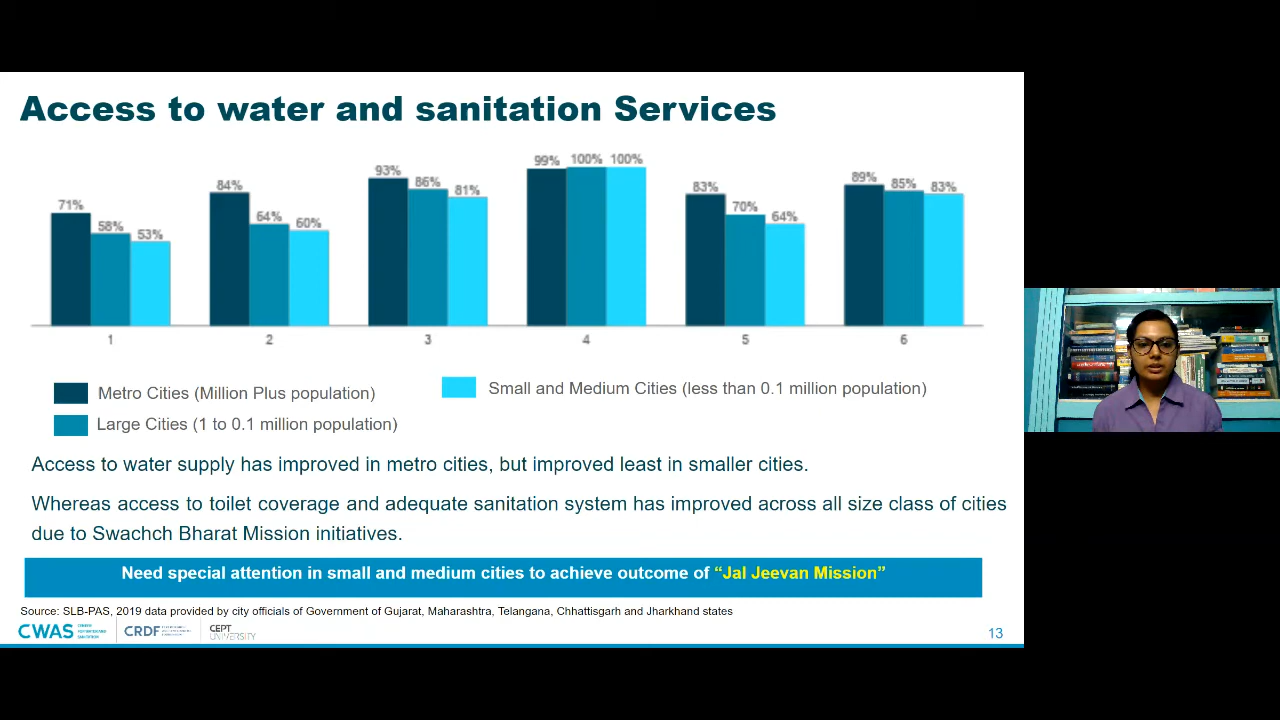 Access to water and sanitation Services
71% 58% 53% 84% 64% 60% 93% 86% 81% 99% 100% 100% 83% 70% 64% 89% 85% 83%
1 2 3 4 5 6
Metro Cities (Million Plus population)
Small and Medium Cities (less than 0.1 million population)
Large Cities (1 to 0.1 million population)
Access to water supply has improved in metro cities, but improved least in smaller cities.
Whereas access to toilet coverage and adequate sanitation system has improved across all size class of cities
due to Swachch Bharat Mission initiatives.
Need special attention in small and medium cities to achieve outcome of “Jal Jeevan Mission”
Source: SLB-PAS, 2019 data provided by city officials of Government of Gujarat, Maharashtra, Telangana, Chhattisgarh and Jharkhand states
CWAS
CRDF
CEPT
UNIVERSITY
13